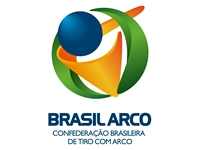 BRASIL ARCO
CONFEDERAÇÃO BRASILEIRA
DE TIRO COM ARCO